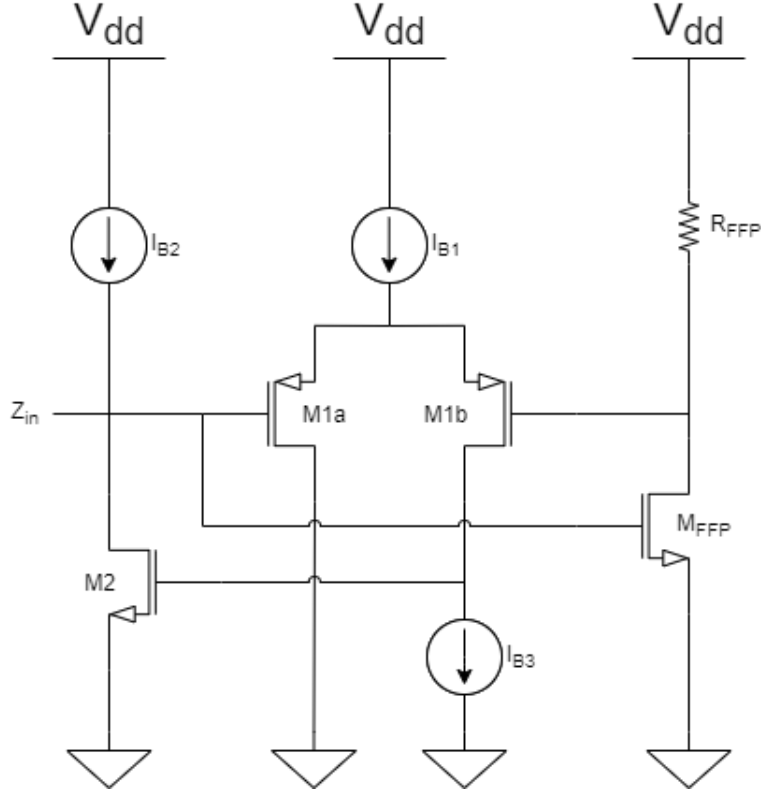 Vdd
Vdd
Vdd
IB2
IB1
RFFP
Zin
M1a
M1b
MFFP
M2
IB3